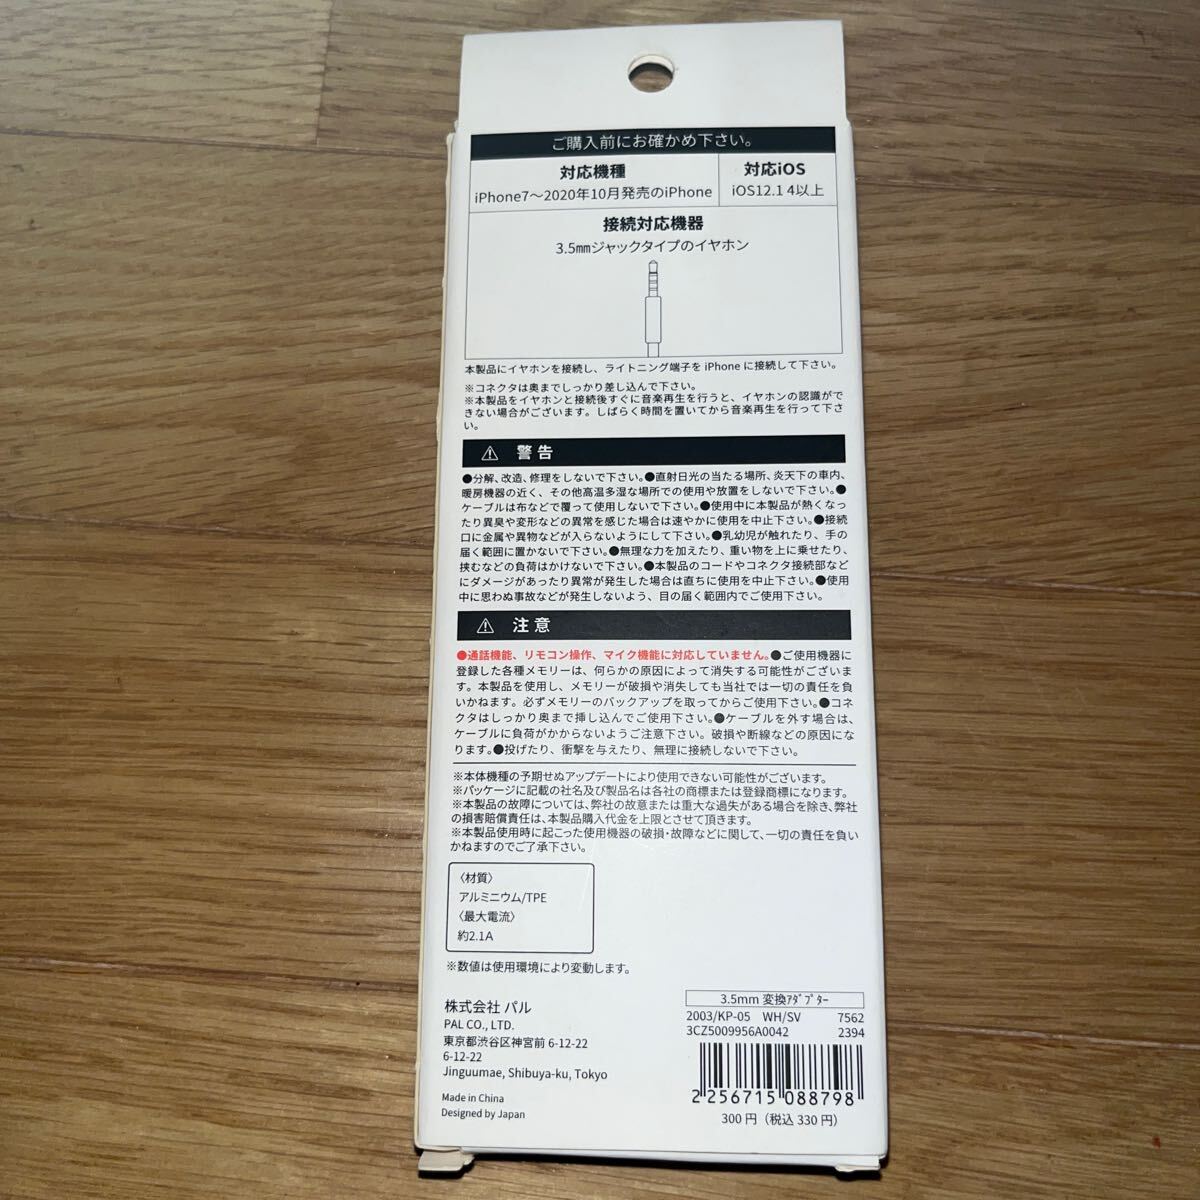 ご購入前にお確かめ下さい。
対応機種
iPhone7〜2020年10月発売のiPhone
対応iOS
iOS12.1 4以上
接続対応機器
3.5㎜ジャックタイプのイヤホン
本製品にイヤホンを接続し、ライトニング端子を iPhone に接続して下さい。
※コネクタは奥までしっかり差し込んで下さい。
※本製品をイヤホンと接続後すぐに音楽再生を行うと、イヤホンの認識がで
きない場合がございます。しばらく時間を置いてから音楽再生を行って下さ
い。
⚠ 警告
●分解、改造、修理をしないで下さい。●直射日光の当たる場所、炎天下の車内、
暖房機器の近く、その他高温多湿な場所での使用や放置をしないで下さい。●
ケーブルは布などで覆って使用しないで下さい。●使用中に本製品が熱くなっ
たり異臭や変形などの異常を感じた場合は速やかに使用を中止下さい。●接続
口に金属や異物などが入らないようにして下さい。●乳幼児が触れたり、手の
届く範囲に置かないで下さい。●無理な力を加えたり、重い物を上に乗せたり、
挟むなどの負荷はかけないで下さい。●本製品のコードやコネクタ接続部など
にダメージがあったり異常が発生した場合は直ちに使用を中止下さい。●使用
中に思わぬ事故などが発生しないよう、目の届く範囲内でご使用下さい。
⚠ 注意
●通話機能、リモコン操作、マイク機能に対応していません。●ご使用機器に
登録した各種メモリーは、何らかの原因によって消失する可能性がございま
す。本製品を使用し、メモリーが破損や消失しても当社では一切の責任を負
いかねます。必ずメモリーのバックアップを取ってからご使用下さい。●コネ
クタはしっかり奥まで挿し込んでご使用下さい。●ケーブルを外す場合は、
ケーブルに負荷がかからないようご注意下さい。破損や断線などの原因にな
ります。●投げたり、衝撃を与えたり、無理に接続しないで下さい。
※本体機種の予期せぬアップデートにより使用できない可能性がございます。
※パッケージに記載の社名及び製品名は各社の商標または登録商標になります。
※本製品の故障については、弊社の故意または重大な過失がある場合を除き、弊社
の損害賠償責任は、本製品購入代金を上限とさせて頂きます。
※本製品使用時に起こった使用機器の破損・故障などに関して、一切の責任を負い
かねますのでご了承下さい。
〈材質〉
アルミニウム/TPE
〈最大電流〉
約2.1A
※数値は使用環境により変動します。
株式会社 パル
PAL CO., LTD.
東京都渋谷区神宮前 6-12-22
6-12-22
Jinguumae, Shibuya-ku, Tokyo
Made in China
Designed by Japan
3.5mm 変換ｱﾀﾞﾌﾟﾀｰ
2003/KP-05 WH/SV 7562
3CZ5009956A0042 2394
2 256715 088798
300 円（税込 330 円）